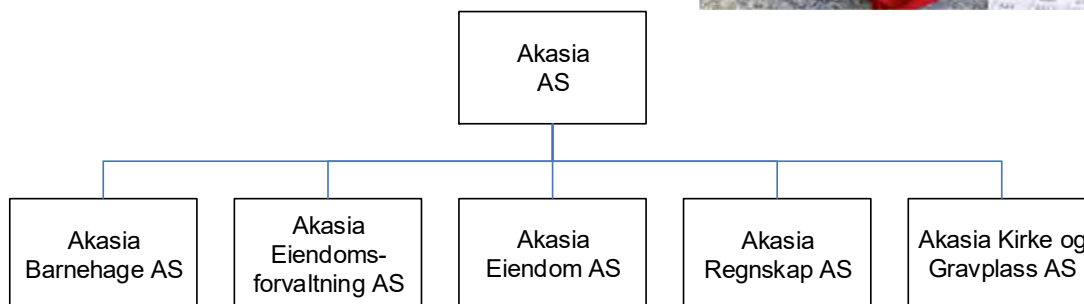 Akasia
AS
Akasia
Barnehage AS
Akasia
Eiendoms-
forvaltning AS
Akasia
Eiendom AS
Akasia
Regnskap AS
Akasia Kirke og
Gravplass AS